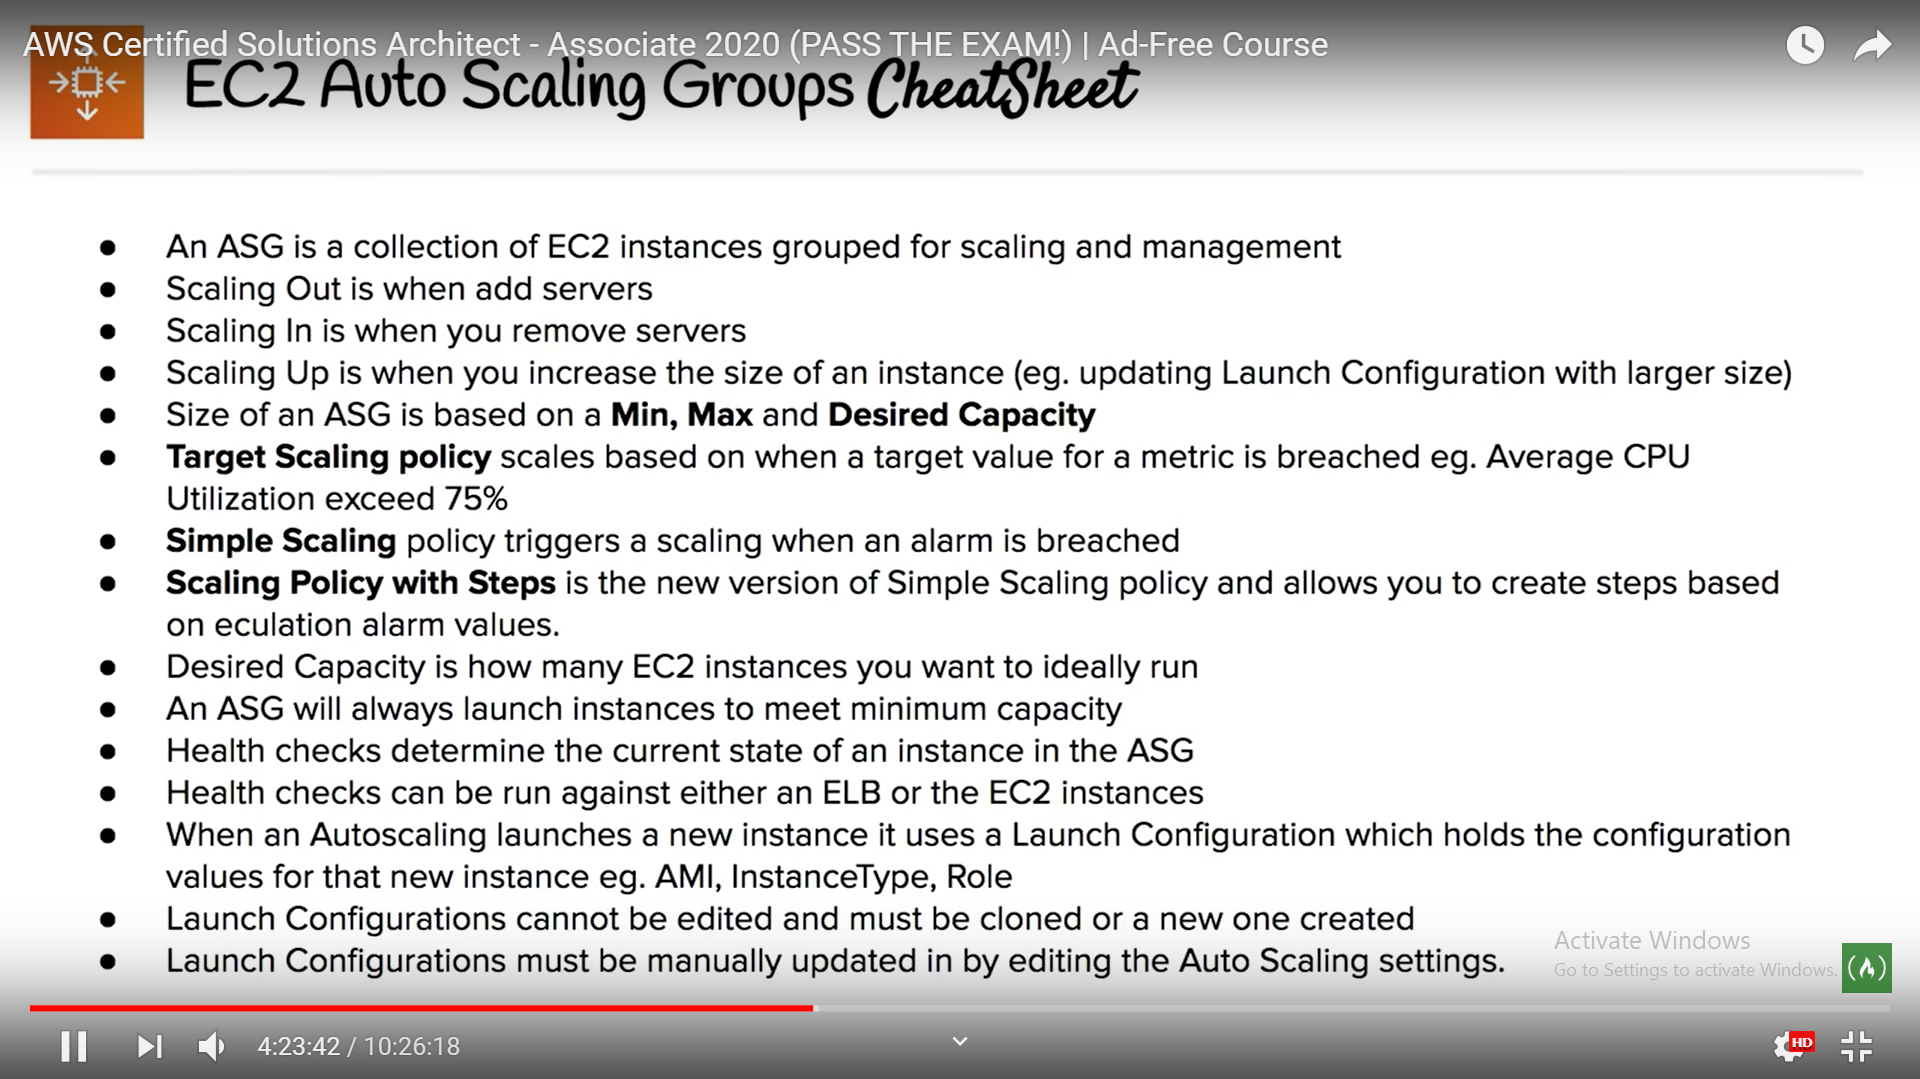 AWS Certified Solutions Architect - Associate 2020 (PASS THE EXAM!) | Ad-Free Course
EC2 Auto Scaling Groups CheatSheet
● An ASG is a collection of EC2 instances grouped for scaling and management
● Scaling Out is when add servers
● Scaling In is when you remove servers
● Scaling Up is when you increase the size of an instance (eg. updating Launch Configuration with larger size)
● Size of an ASG is based on a Min, Max and Desired Capacity
● Target Scaling policy scales based on when a target value for a metric is breached eg. Average CPU
Utilization exceed 75%
● Simple Scaling policy triggers a scaling when an alarm is breached
● Scaling Policy with Steps is the new version of Simple Scaling policy and allows you to create steps based
on eculation alarm values.
● Desired Capacity is how many EC2 instances you want to ideally run
● An ASG will always launch instances to meet minimum capacity
● Health checks determine the current state of an instance in the ASG
● Health checks can be run against either an ELB or the EC2 instances
● When an Autoscaling launches a new instance it uses a Launch Configuration which holds the configuration
values for that new instance eg. AMI, InstanceType, Role
● Launch Configurations cannot be edited and must be cloned or a new one created
● Launch Configurations must be manually updated in by editing the Auto Scaling settings.
Activate Windows
Go to Settings to activate Windows.
4:23:42 / 10:26:18
HD